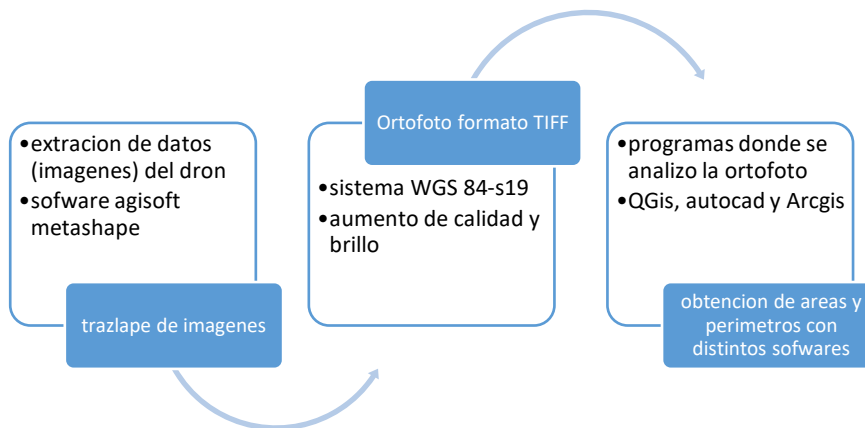 •extracion de datos
(imagenes) del dron
•sofware agisoft
metashape
trazlape de imagenes
Ortofoto formato TIFF
•sistema WGS 84-s19
•aumento de calidad y
brillo
•programas donde se
analizo la ortofoto
•QGis, autocad y Arcgis
obtencion de areas y
perimetros con
distintos sofwares